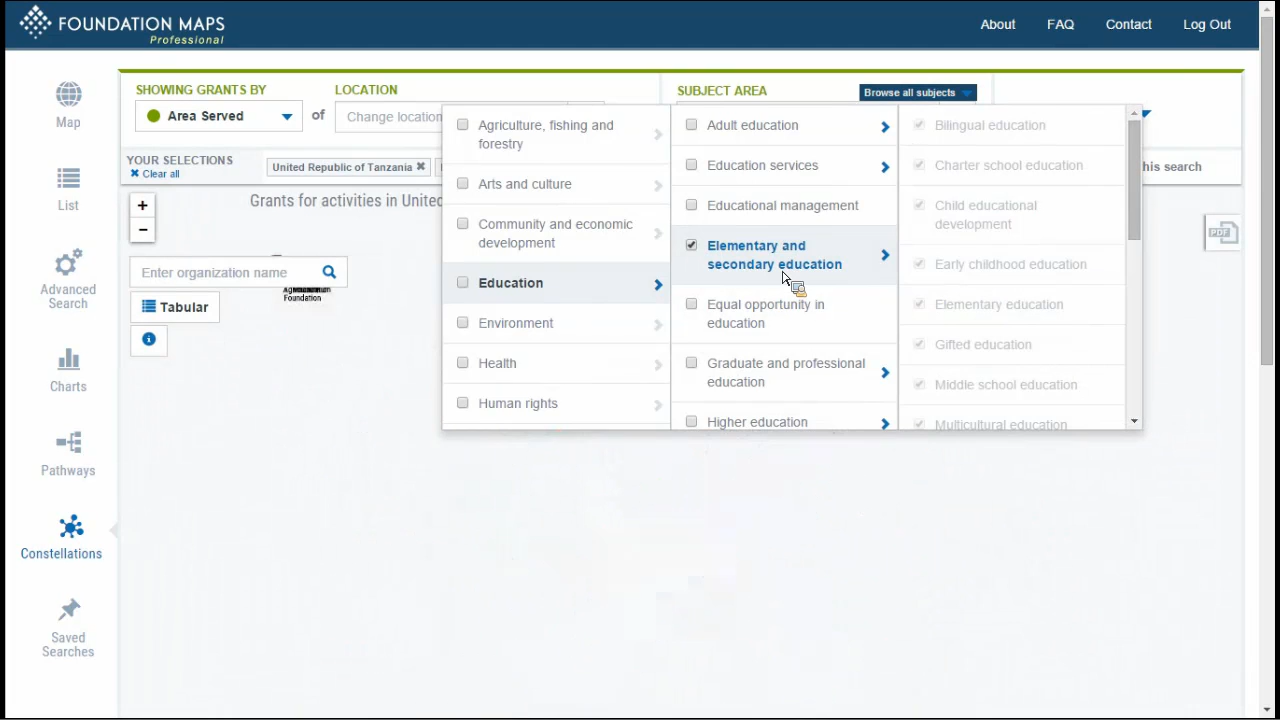 FOUNDATION MAPS
Professional
About
FAQ
Contact
Log Out
Map
List
Advanced
Search
Charts
Pathways
Constellations
Saved
Searches
SHOWING GRANTS BY
Area Served
of
LOCATION
Change location
SUBJECT AREA
Browse all subjects
YOUR SELECTIONS
Clear all
United Republic of Tanzania
his search
Grants for activities in United
+
−
Enter organization name
Foundation
Tabular
PDF
Agriculture, fishing and
forestry
Arts and culture
Community and economic
development
Education
Environment
Health
Human rights
Adult education
Education services
Educational management
Elementary and
secondary education
Equal opportunity in
education
Graduate and professional
education
Higher education
Bilingual education
Charter school education
Child educational
development
Early childhood education
Elementary education
Gifted education
Middle school education
Multicultural education